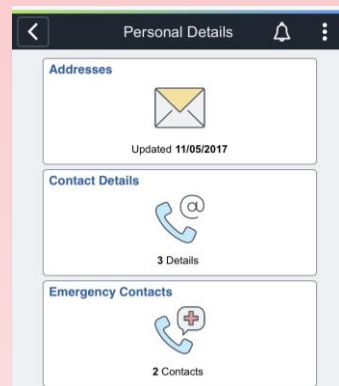 Personal Details
Addresses
Updated 11/05/2017
Contact Details
@
3 Details
Emergency Contacts
2 Contacts